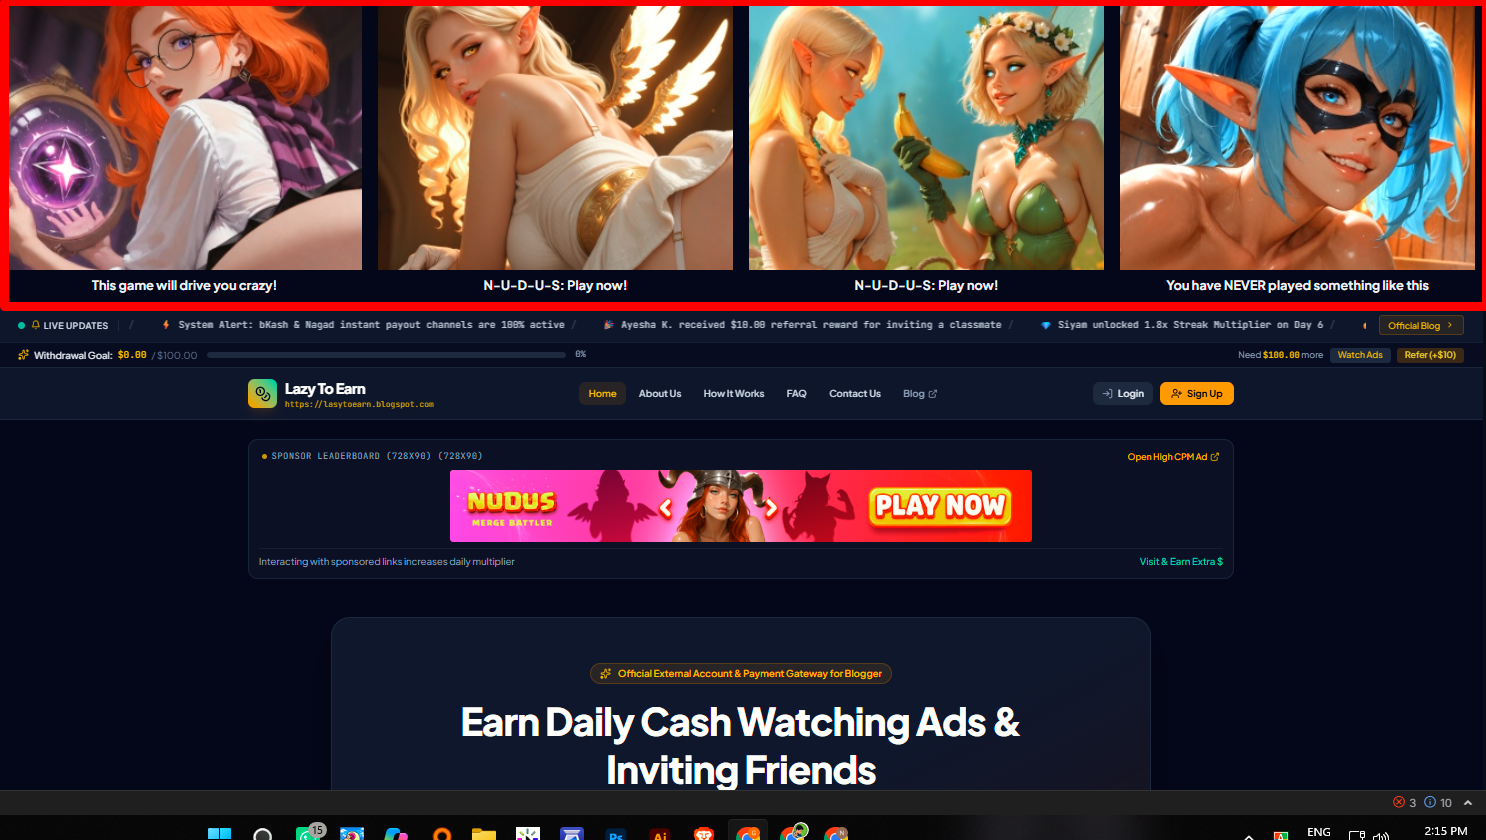 This game will drive you crazy!
N-U-D-U-S: Play now!
N-U-D-U-S: Play now!
You have NEVER played something like this
LIVE UPDATES / System Alert: bKash & Nagad instant payout channels are 100% active / Ayesha K. received $10.00 referral reward for inviting a classmate / Siyam unlocked 1.8x Streak Multiplier on Day 6 / Official Blog
Withdrawal Goal: $0.00 / $100.00 0% Need $100.00 more Watch Ads Refer (+$10)
Lazy To Earn
https://lasytoearn.blogspot.com
Home About Us How It Works FAQ Contact Us Blog Login Sign Up
SPONSOR LEADERBOARD (728X90) (728X90) Open High CPM Ad
NUDUS
MERGE BATTLER
PLAY NOW
Interacting with sponsored links increases daily multiplier Visit & Earn Extra $
Official External Account & Payment Gateway for Blogger
Earn Daily Cash Watching Ads &
Inviting Friends
3 10
15 Ps Ai ENG 2:15 PM